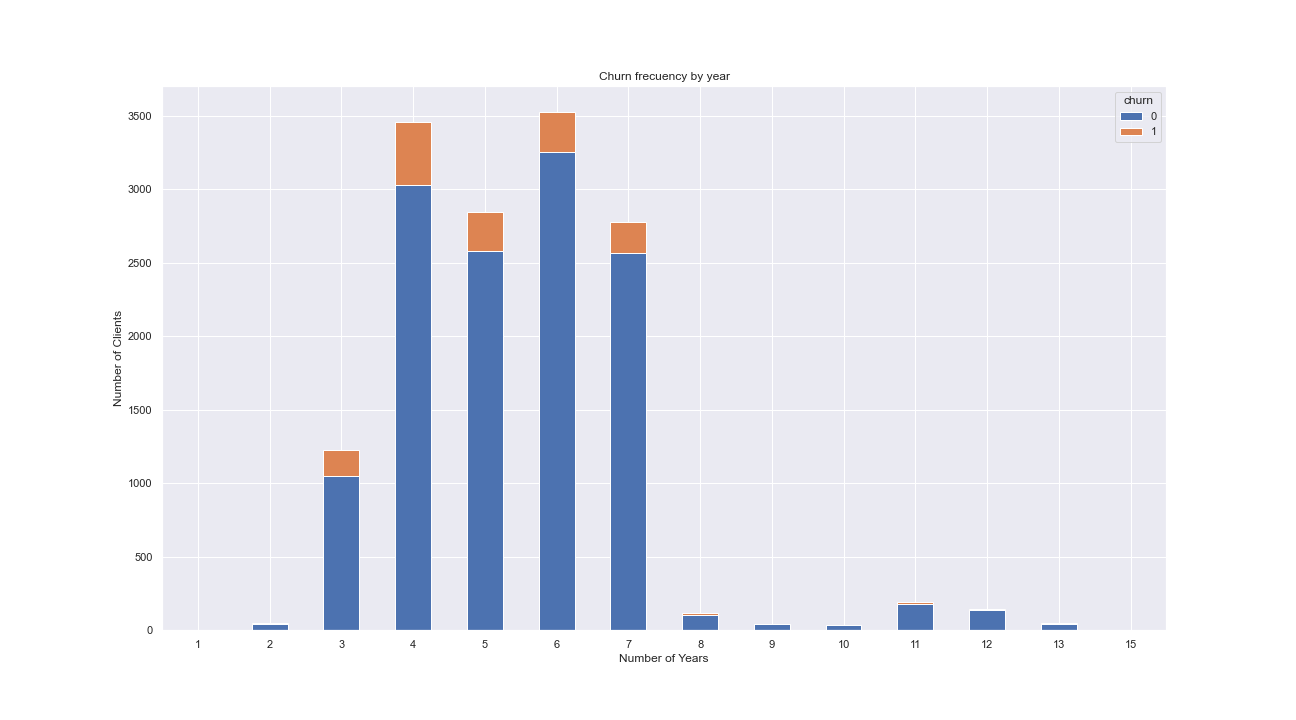 Churn frecuency by year
churn
0
1
3500
3000
2500
2000
1500
1000
500
0
Number of Clients
1 2 3 4 5 6 7 8 9 10 11 12 13 15
Number of Years